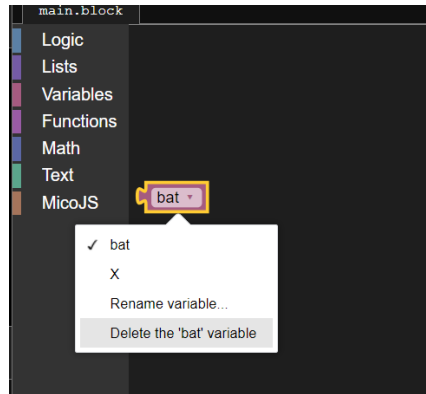 main.block
Logic
Lists
Variables
Functions
Math
Text
MicoJS
bat
✓ bat
X
Rename variable...
Delete the 'bat' variable